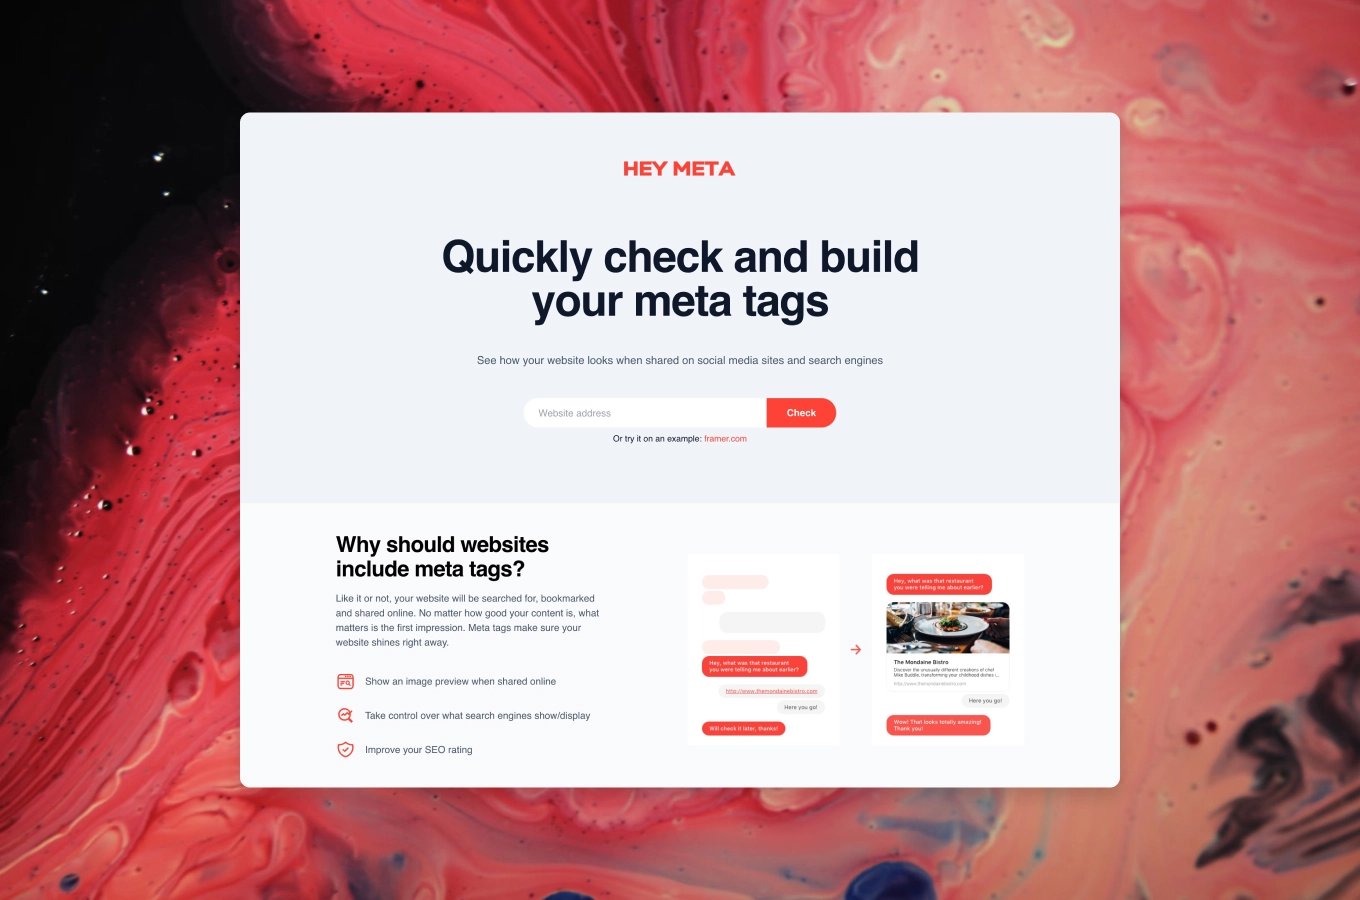 HEY META
Quickly check and build
your meta tags
See how your website looks when shared on social media sites and search engines
Website address
Check
Or try it on an example: framer.com
Why should websites
include meta tags?
Like it or not, your website will be searched for, bookmarked
and shared online. No matter how good your content is, what
matters is the first impression. Meta tags make sure your
website shines right away.
Show an image preview when shared online
Take control over what search engines show/display
Improve your SEO rating
Hey, what was that restaurant
you were telling me about earlier?
http://www.themondainebistro.com
Here you go!
Will check it later, thanks!
Hey, what was that restaurant
you were telling me about earlier?
The Mondaine Bistro
Discover the unusually different creations of chef
Mike Buddle, transforming your childhood dishes i...
http://www.themondainebistro.com
Here you go!
Wow! That looks totally amazing!
Thank you!